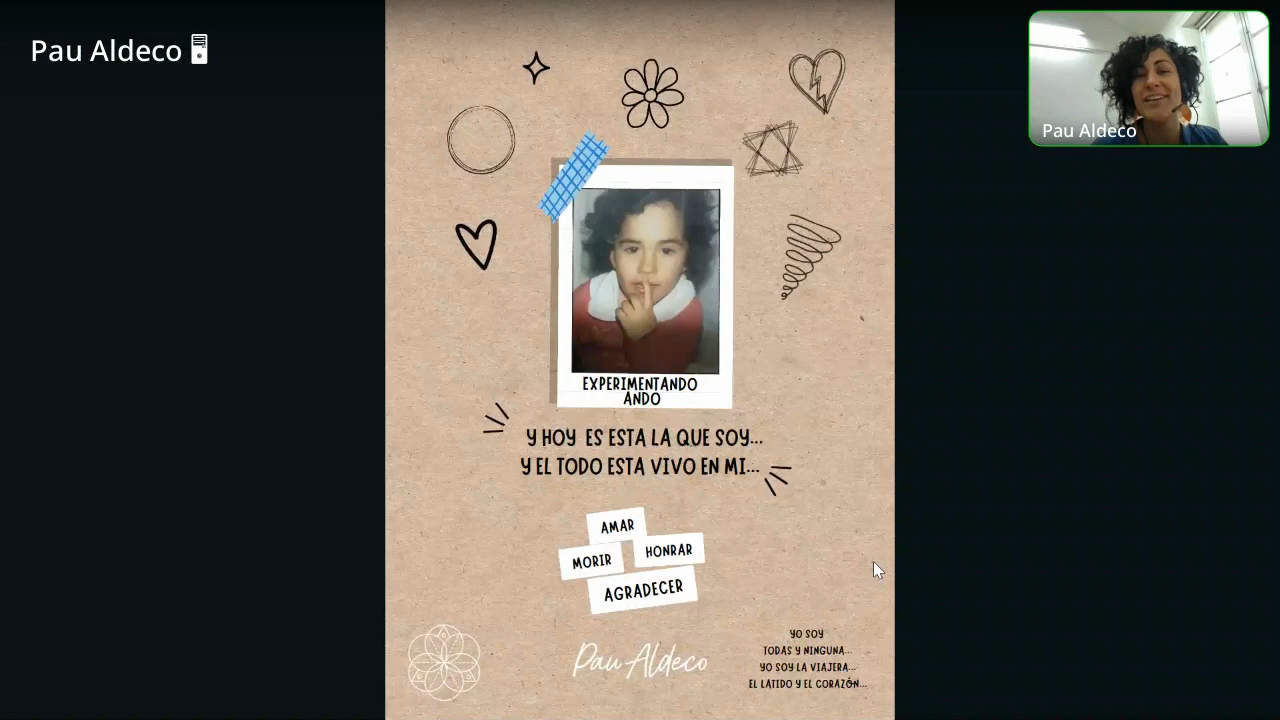 Pau Aldeco
Pau Aldeco
EXPERIMENTANDO
ANDO
Y HOY ES ESTA LA QUE SOY...
Y EL TODO ESTA VIVO EN MI...
AMAR
MORIR
HONRAR
AGRADECER
Pau Aldeco
YO SOY
TODAS Y NINGUNA...
YO SOY LA VIAJERA...
EL LATIDO Y EL CORAZÓN...